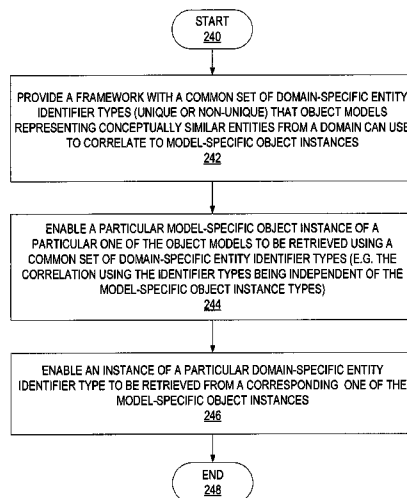 START
240
PROVIDE A FRAMEWORK WITH A COMMON SET OF DOMAIN-SPECIFIC ENTITY
IDENTIFIER TYPES (UNIQUE OR NON-UNIQUE) THAT OBJECT MODELS
REPRESENTING CONCEPTUALLY SIMILAR ENTITIES FROM A DOMAIN CAN USE
TO CORRELATE TO MODEL-SPECIFIC OBJECT INSTANCES
242
ENABLE A PARTICULAR MODEL-SPECIFIC OBJECT INSTANCE OF A
PARTICULAR ONE OF THE OBJECT MODELS TO BE RETRIEVED USING A
COMMON SET OF DOMAIN-SPECIFIC ENTITY IDENTIFIER TYPES (E.G. THE
CORRELATION USING THE IDENTIFIER TYPES BEING INDEPENDENT OF THE
MODEL-SPECIFIC OBJECT INSTANCE TYPES)
244
ENABLE AN INSTANCE OF A PARTICULAR DOMAIN-SPECIFIC ENTITY
IDENTIFIER TYPE TO BE RETRIEVED FROM A CORRESPONDING ONE OF THE
MODEL-SPECIFIC OBJECT INSTANCES
246
END
248